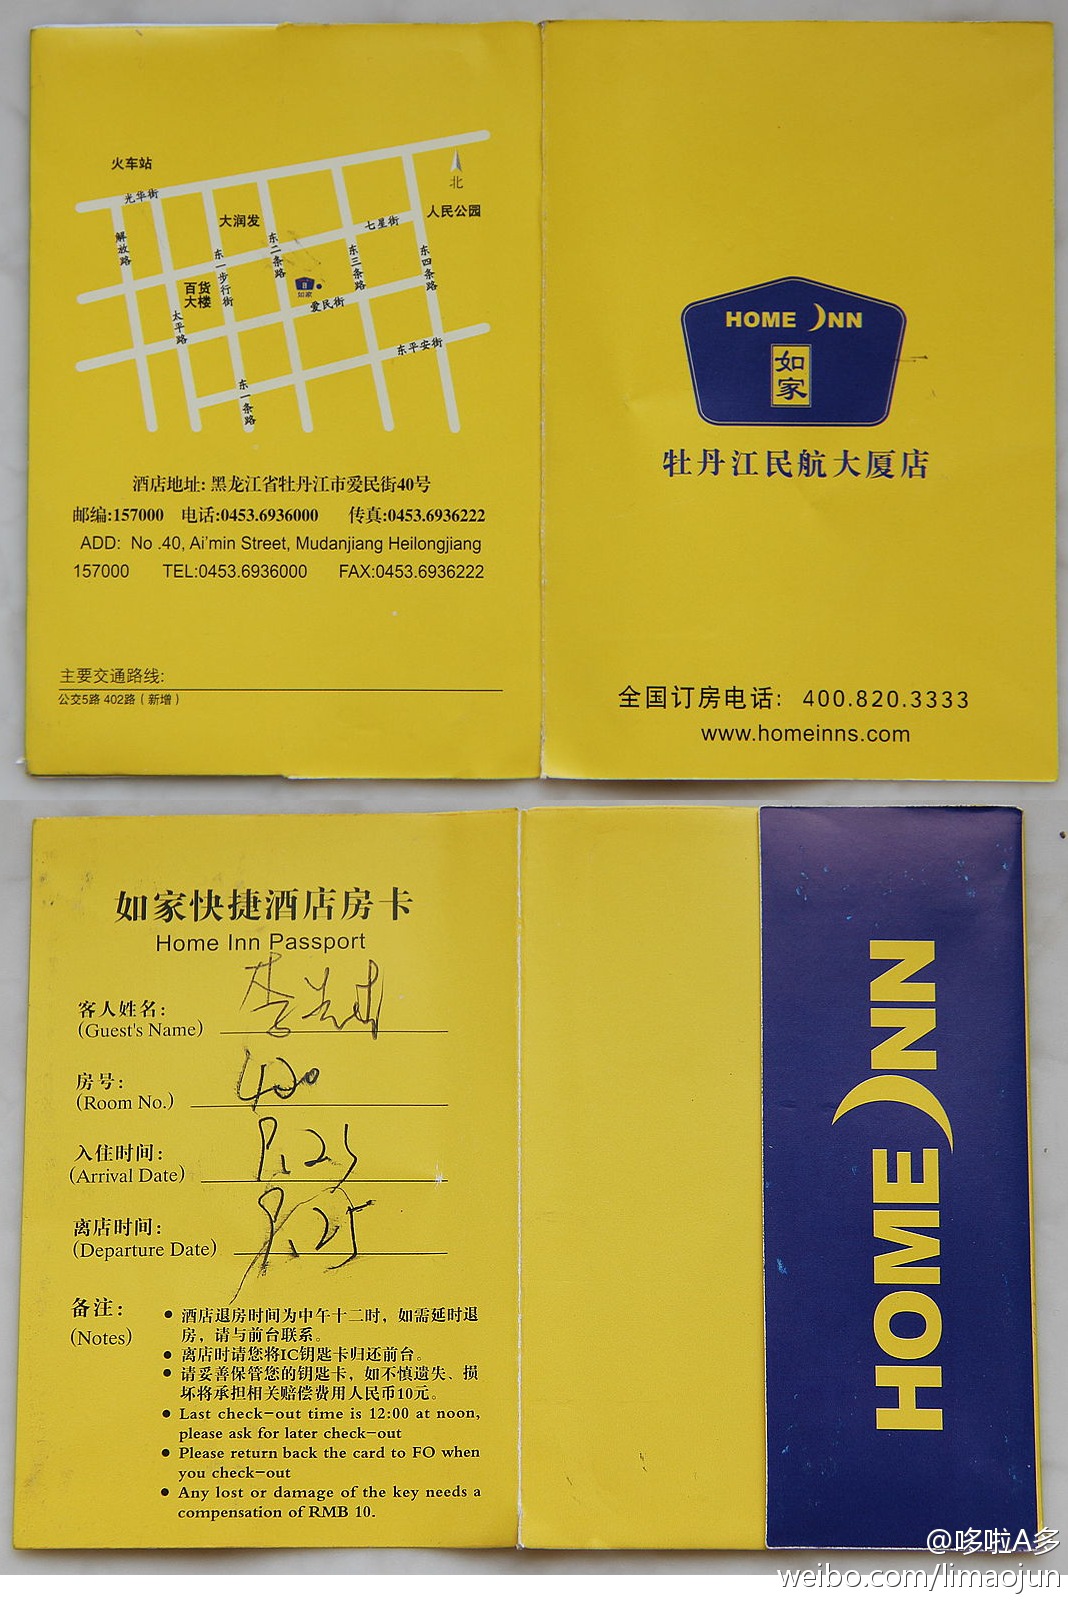 火车站
光华街
北
大润发
七星街
人民公园
解放路
东一步行街
东二条路
东三条路
东四条路
百货
大楼
如家
爱民街
太平路
东平安街
东一条路
酒店地址: 黑龙江省牡丹江市爱民街40号
邮编:157000 电话:0453.6936000 传真:0453.6936222
ADD: No .40, Ai'min Street, Mudanjiang Heilongjiang
157000 TEL:0453.6936000 FAX:0453.6936222
主要交通路线:
公交5路 402路（新增）
HOME INN
如家
牡丹江民航大厦店
全国订房电话: 400.820.3333
www.homeinns.com
如家快捷酒店房卡
Home Inn Passport
客人姓名:
(Guest's Name) 李
房号:
(Room No.) 420
入住时间:
(Arrival Date)
离店时间:
(Departure Date)
备注:
(Notes)
● 酒店退房时间为中午十二时，如需延时退
房，请与前台联系。
● 离店时请您将IC钥匙卡归还前台。
● 请妥善保管您的钥匙卡，如不慎遗失、损
坏将承担相关赔偿费用人民币10元。
● Last check-out time is 12:00 at noon,
please ask for later check-out
● Please return back the card to FO when
you check-out
● Any lost or damage of the key needs a
compensation of RMB 10.
HOME INN
@哆啦A多
weibo.com/limaojun